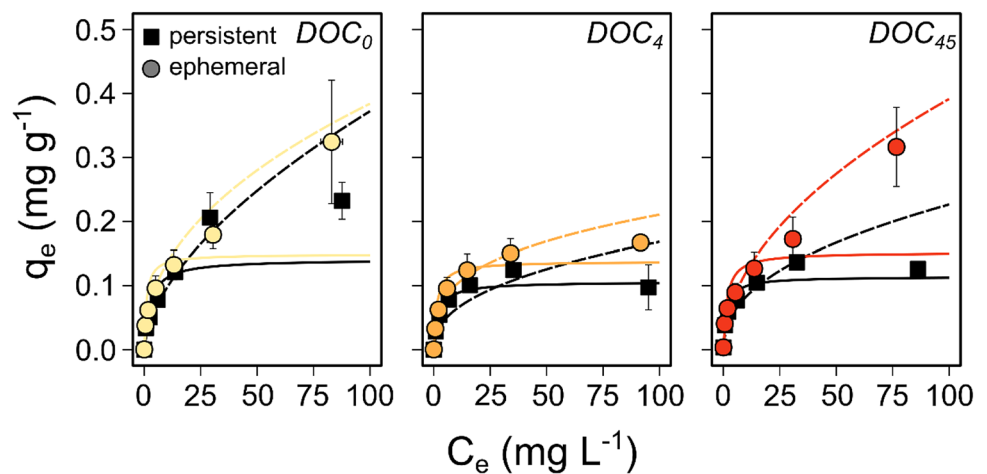 DOC0 DOC4 DOC45
persistent
ephemeral
0.5
0.4
0.3
0.2
0.1
0.0
qe (mg g-1)
0 25 50 75 100 0 25 50 75 100 0 25 50 75 100
Ce (mg L-1)